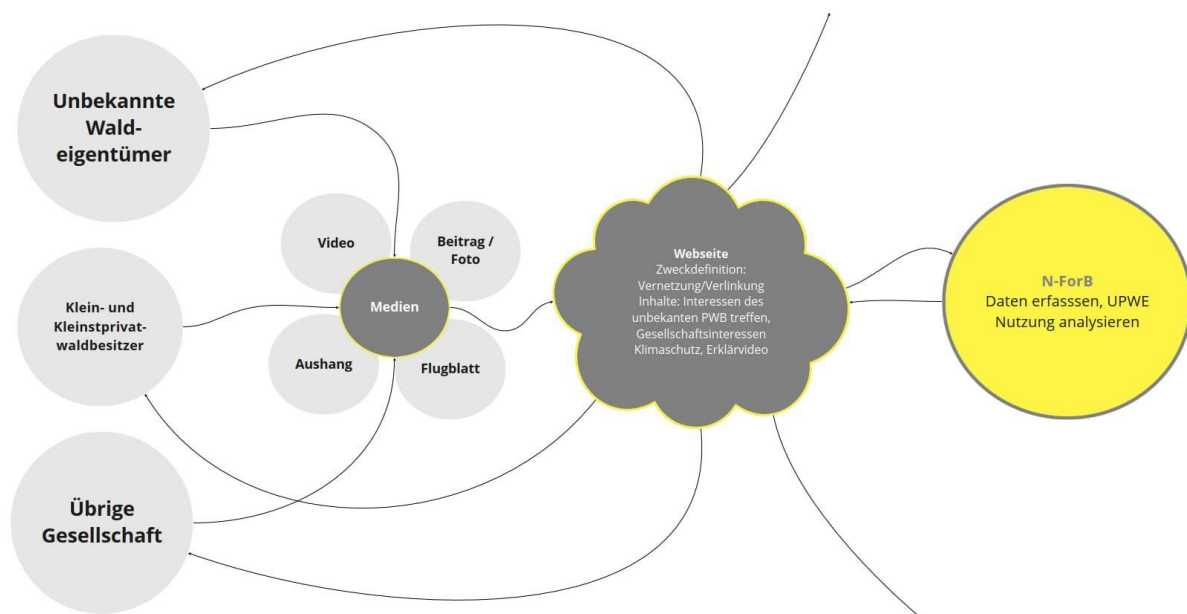 Unbekannte
Wald-
eigentümer
Video
Beitrag /
Foto
Klein- und
Kleinstprivat-
waldbesitzer
Medien
Aushang
Flugblatt
Übrige
Gesellschaft
Webseite
Zweckdefinition:
Vernetzung/Verlinkung
Inhalte: Interessen des
unbekanten PWB treffen,
Gesellschaftsinteressen
Klimaschutz, Erklärvideo
N-ForB
Daten erfasssen, UPWE
Nutzung analysieren